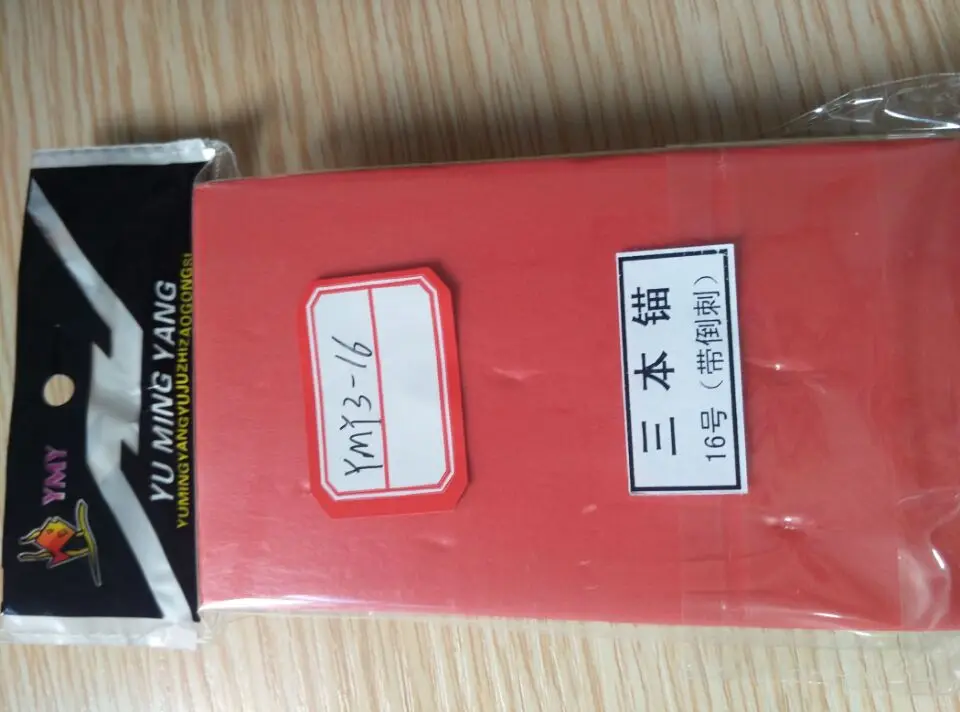 YMY
YU MING YANG
YUMINGYANGYUJUZHIZAOGONGSI
YMY3-16
三本锚
16号（带倒刺）